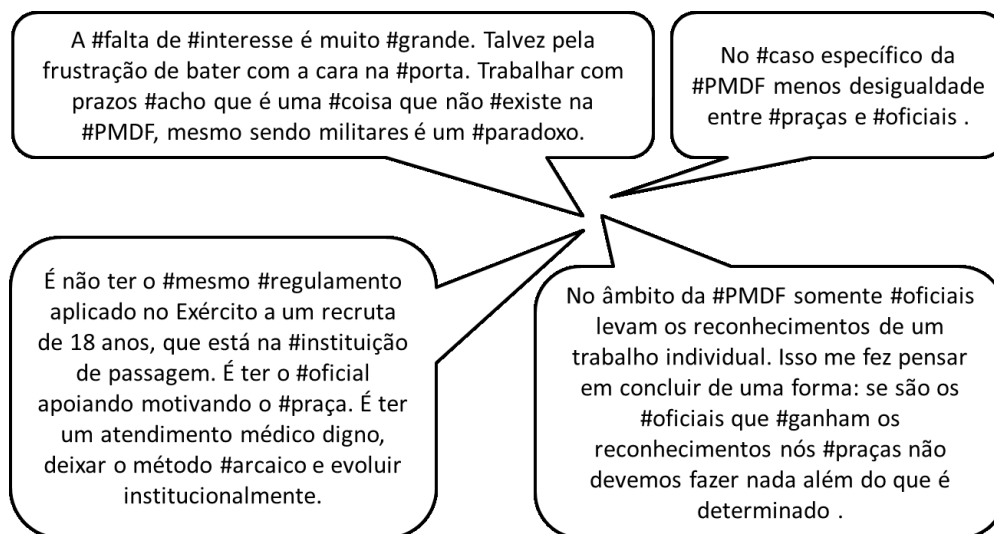 A #falta de #interesse é muito #grande. Talvez pela
frustração de bater com a cara na #porta. Trabalhar com
prazos #acho que é uma #coisa que não #existe na
#PMDF, mesmo sendo militares é um #paradoxo.
No #caso específico da
#PMDF menos desigualdade
entre #praças e #oficiais .
É não ter o #mesmo #regulamento
aplicado no Exército a um recruta
de 18 anos, que está na #instituição
de passagem. É ter o #oficial
apoiando motivando o #praça. É ter
um atendimento médico digno,
deixar o método #arcaico e evoluir
institucionalmente.
No âmbito da #PMDF somente #oficiais
levam os reconhecimentos de um
trabalho individual. Isso me fez pensar
em concluir de uma forma: se são os
#oficiais que #ganham os
reconhecimentos nós #praças não
devemos fazer nada além do que é
determinado .